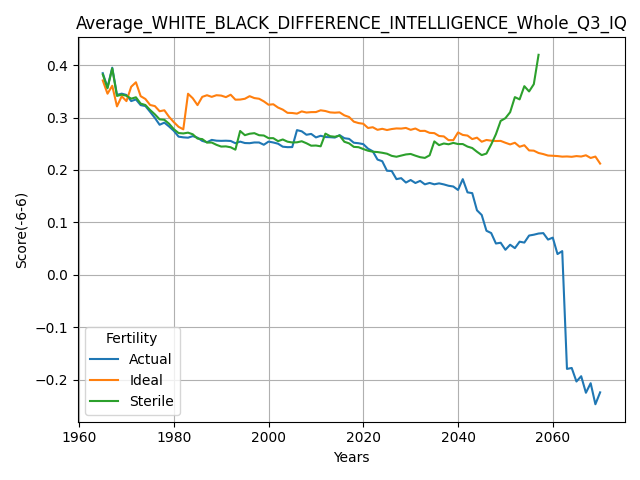 Average_WHITE_BLACK_DIFFERENCE_INTELLIGENCE_Whole_Q3_IQ
Score(-6-6)
0.4
0.3
0.2
0.1
0.0
−0.1
−0.2
Fertility
Actual
Ideal
Sterile
1960
1980
2000
2020
2040
2060
Years